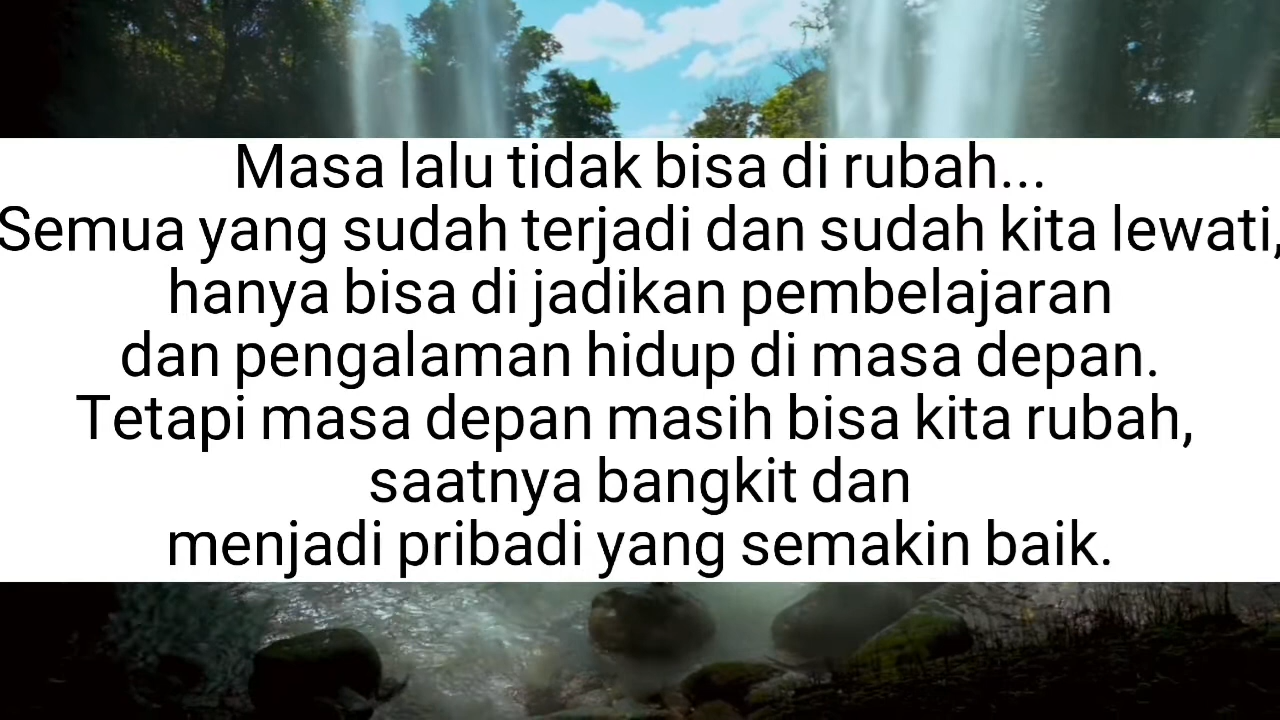 Masa lalu tidak bisa di rubah...
Semua yang sudah terjadi dan sudah kita lewati,
hanya bisa di jadikan pembelajaran
dan pengalaman hidup di masa depan.
Tetapi masa depan masih bisa kita rubah,
saatnya bangkit dan
menjadi pribadi yang semakin baik.